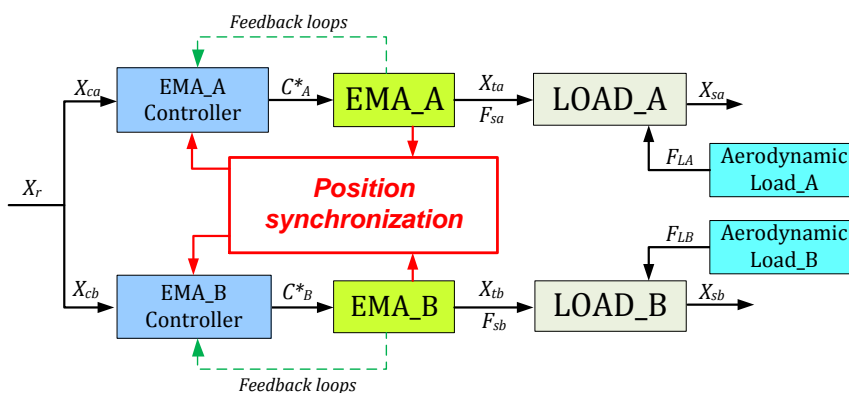 Feedback loops
X_ca
EMA_A
Controller
C*_A
EMA_A
X_ta
F_sa
LOAD_A
X_sa
F_LA
Aerodynamic
Load_A
X_r
Position
synchronization
F_LB
Aerodynamic
Load_B
X_cb
EMA_B
Controller
C*_B
EMA_B
X_tb
F_sb
LOAD_B
X_sb
Feedback loops